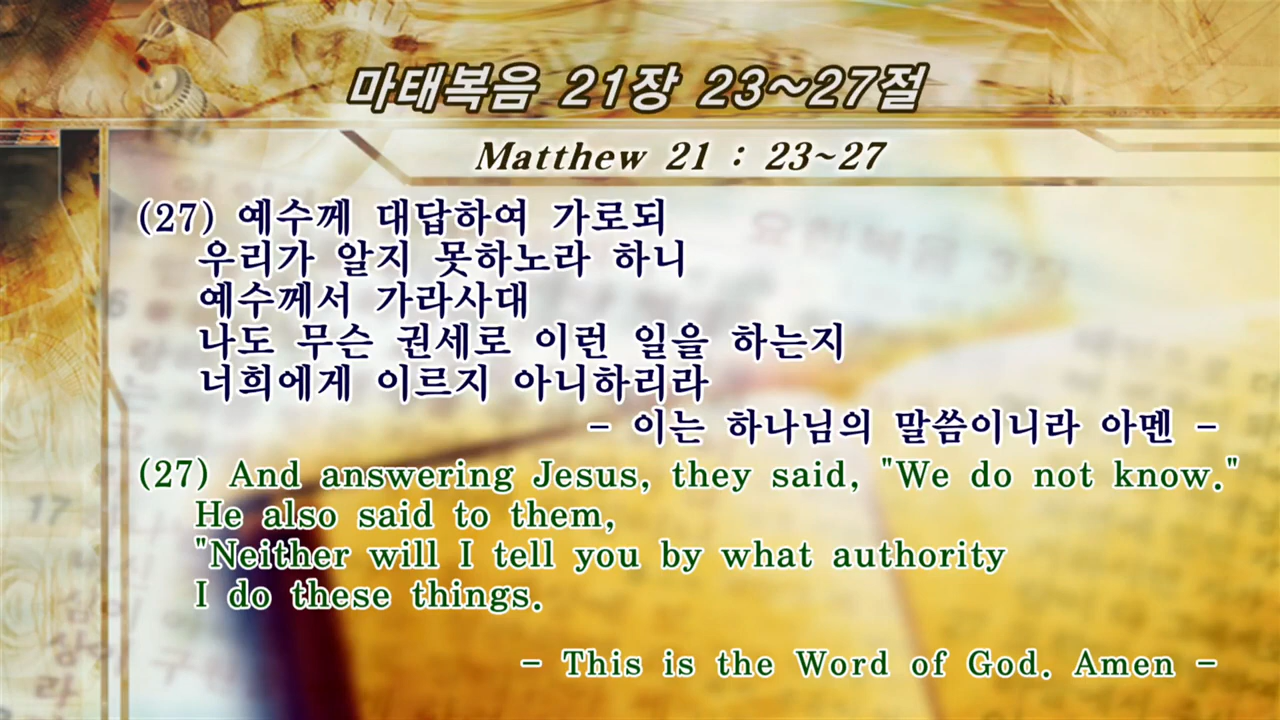 마태복음 21장 23~27절
Matthew 21 : 23~27
(27) 예수께 대답하여 가로되
우리가 알지 못하노라 하니
예수께서 가라사대
나도 무슨 권세로 이런 일을 하는지
너희에게 이르지 아니하리라
- 이는 하나님의 말씀이니라 아멘 -
(27) And answering Jesus, they said, "We do not know."
He also said to them,
"Neither will I tell you by what authority
I do these things.
- This is the Word of God. Amen -